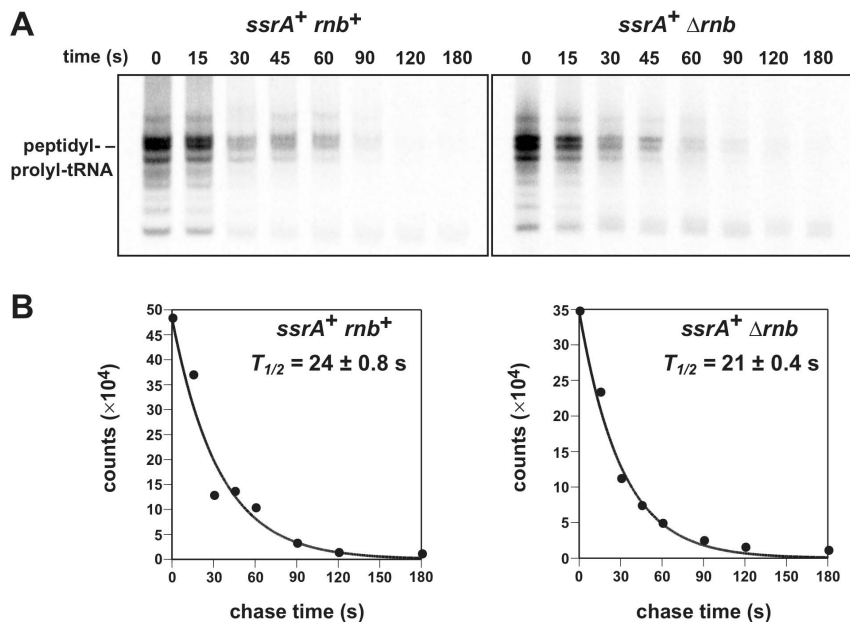 A
ssrA+ rnb+
ssrA+ Δrnb
time (s) 0 15 30 45 60 90 120 180 0 15 30 45 60 90 120 180
peptidyl-
prolyl-tRNA
B
ssrA+ rnb+
T1/2 = 24 ± 0.8 s
counts (×10⁴)
50
45
40
35
30
25
20
15
10
5
0
0 30 60 90 120 150 180
chase time (s)
ssrA+ Δrnb
T1/2 = 21 ± 0.4 s
counts (×10⁴)
35
30
25
20
15
10
5
0
0 30 60 90 120 150 180
chase time (s)